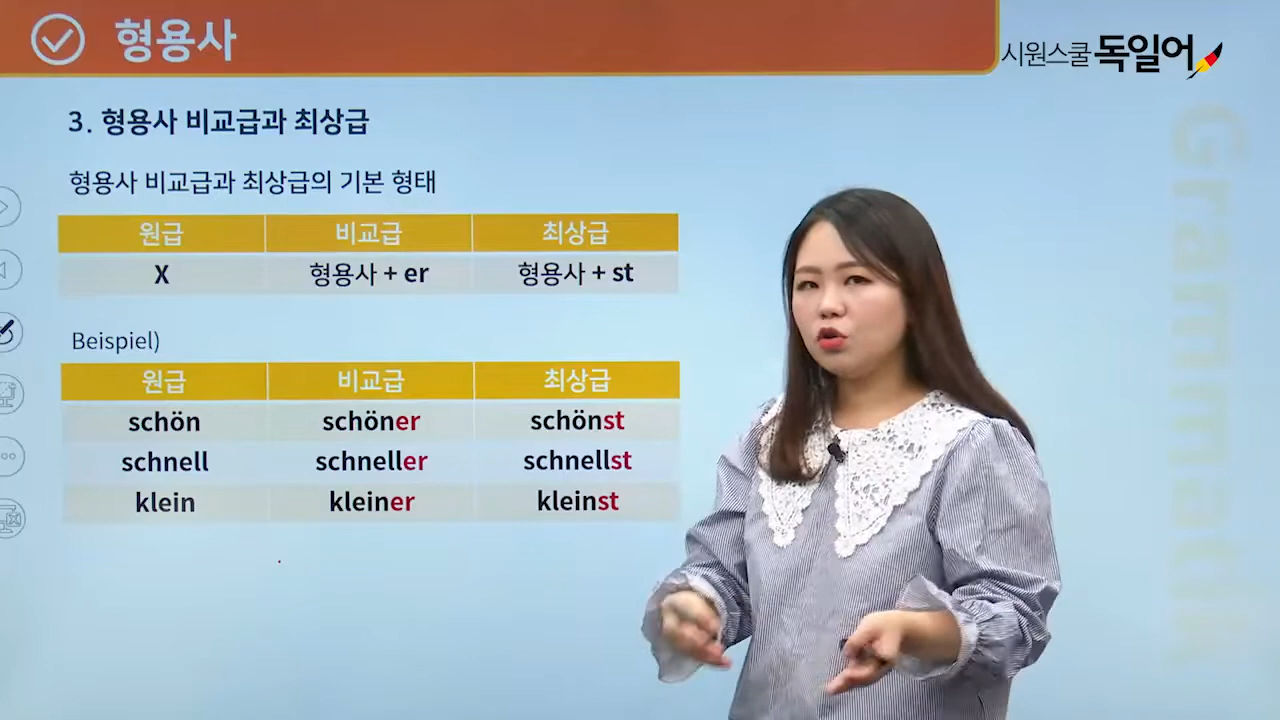 형용사
시원스쿨 독일어
3. 형용사 비교급과 최상급
형용사 비교급과 최상급의 기본 형태
원급 비교급 최상급
X 형용사 + er 형용사 + st
Beispiel)
원급 비교급 최상급
schön schöner schönst
schnell schneller schnellst
klein kleiner kleinst
Grammatik